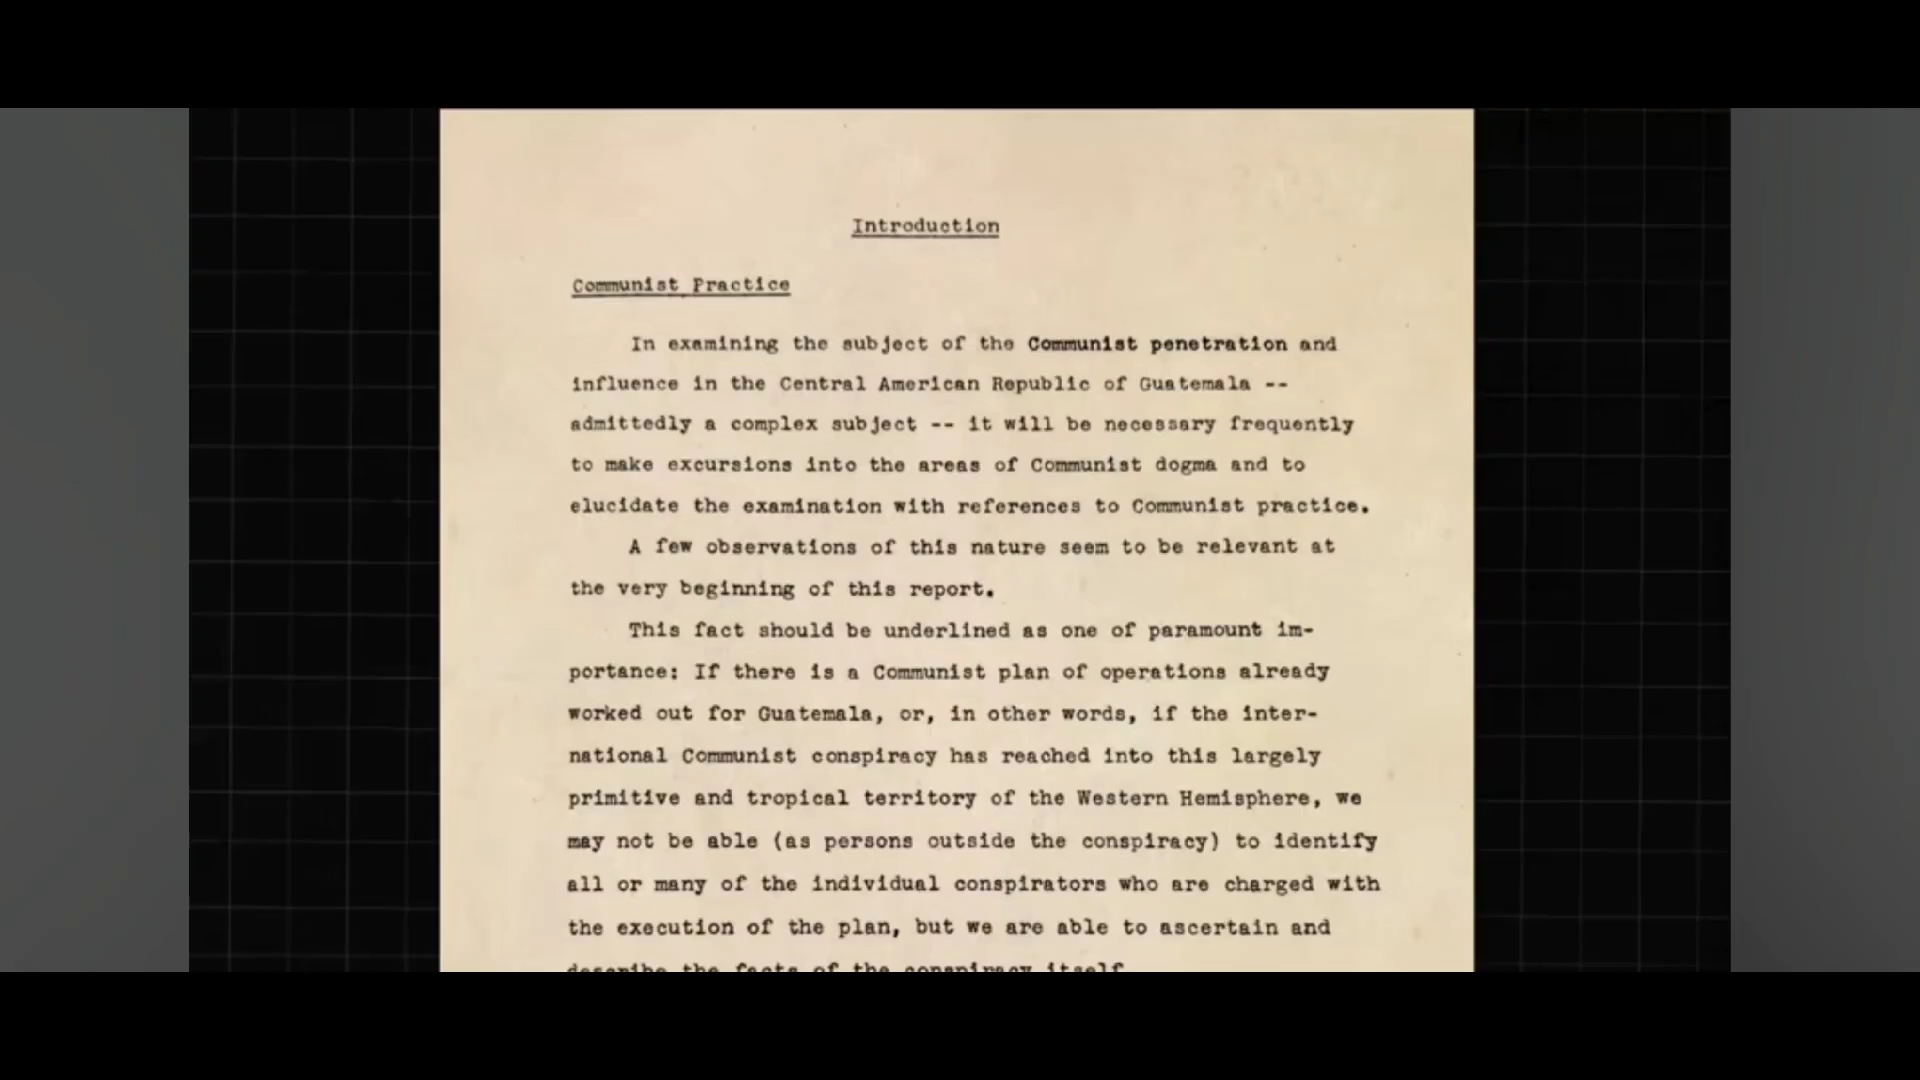 Introduction
Communist Practice
In examining the subject of the Communist penetration and
influence in the Central American Republic of Guatemala --
admittedly a complex subject -- it will be necessary frequently
to make excursions into the areas of Communist dogma and to
elucidate the examination with references to Communist practice.
A few observations of this nature seem to be relevant at
the very beginning of this report.
This fact should be underlined as one of paramount im-
portance: If there is a Communist plan of operations already
worked out for Guatemala, or, in other words, if the inter-
national Communist conspiracy has reached into this largely
primitive and tropical territory of the Western Hemisphere, we
may not be able (as persons outside the conspiracy) to identify
all or many of the individual conspirators who are charged with
the execution of the plan, but we are able to ascertain and
describe the facts of the conspiracy itself